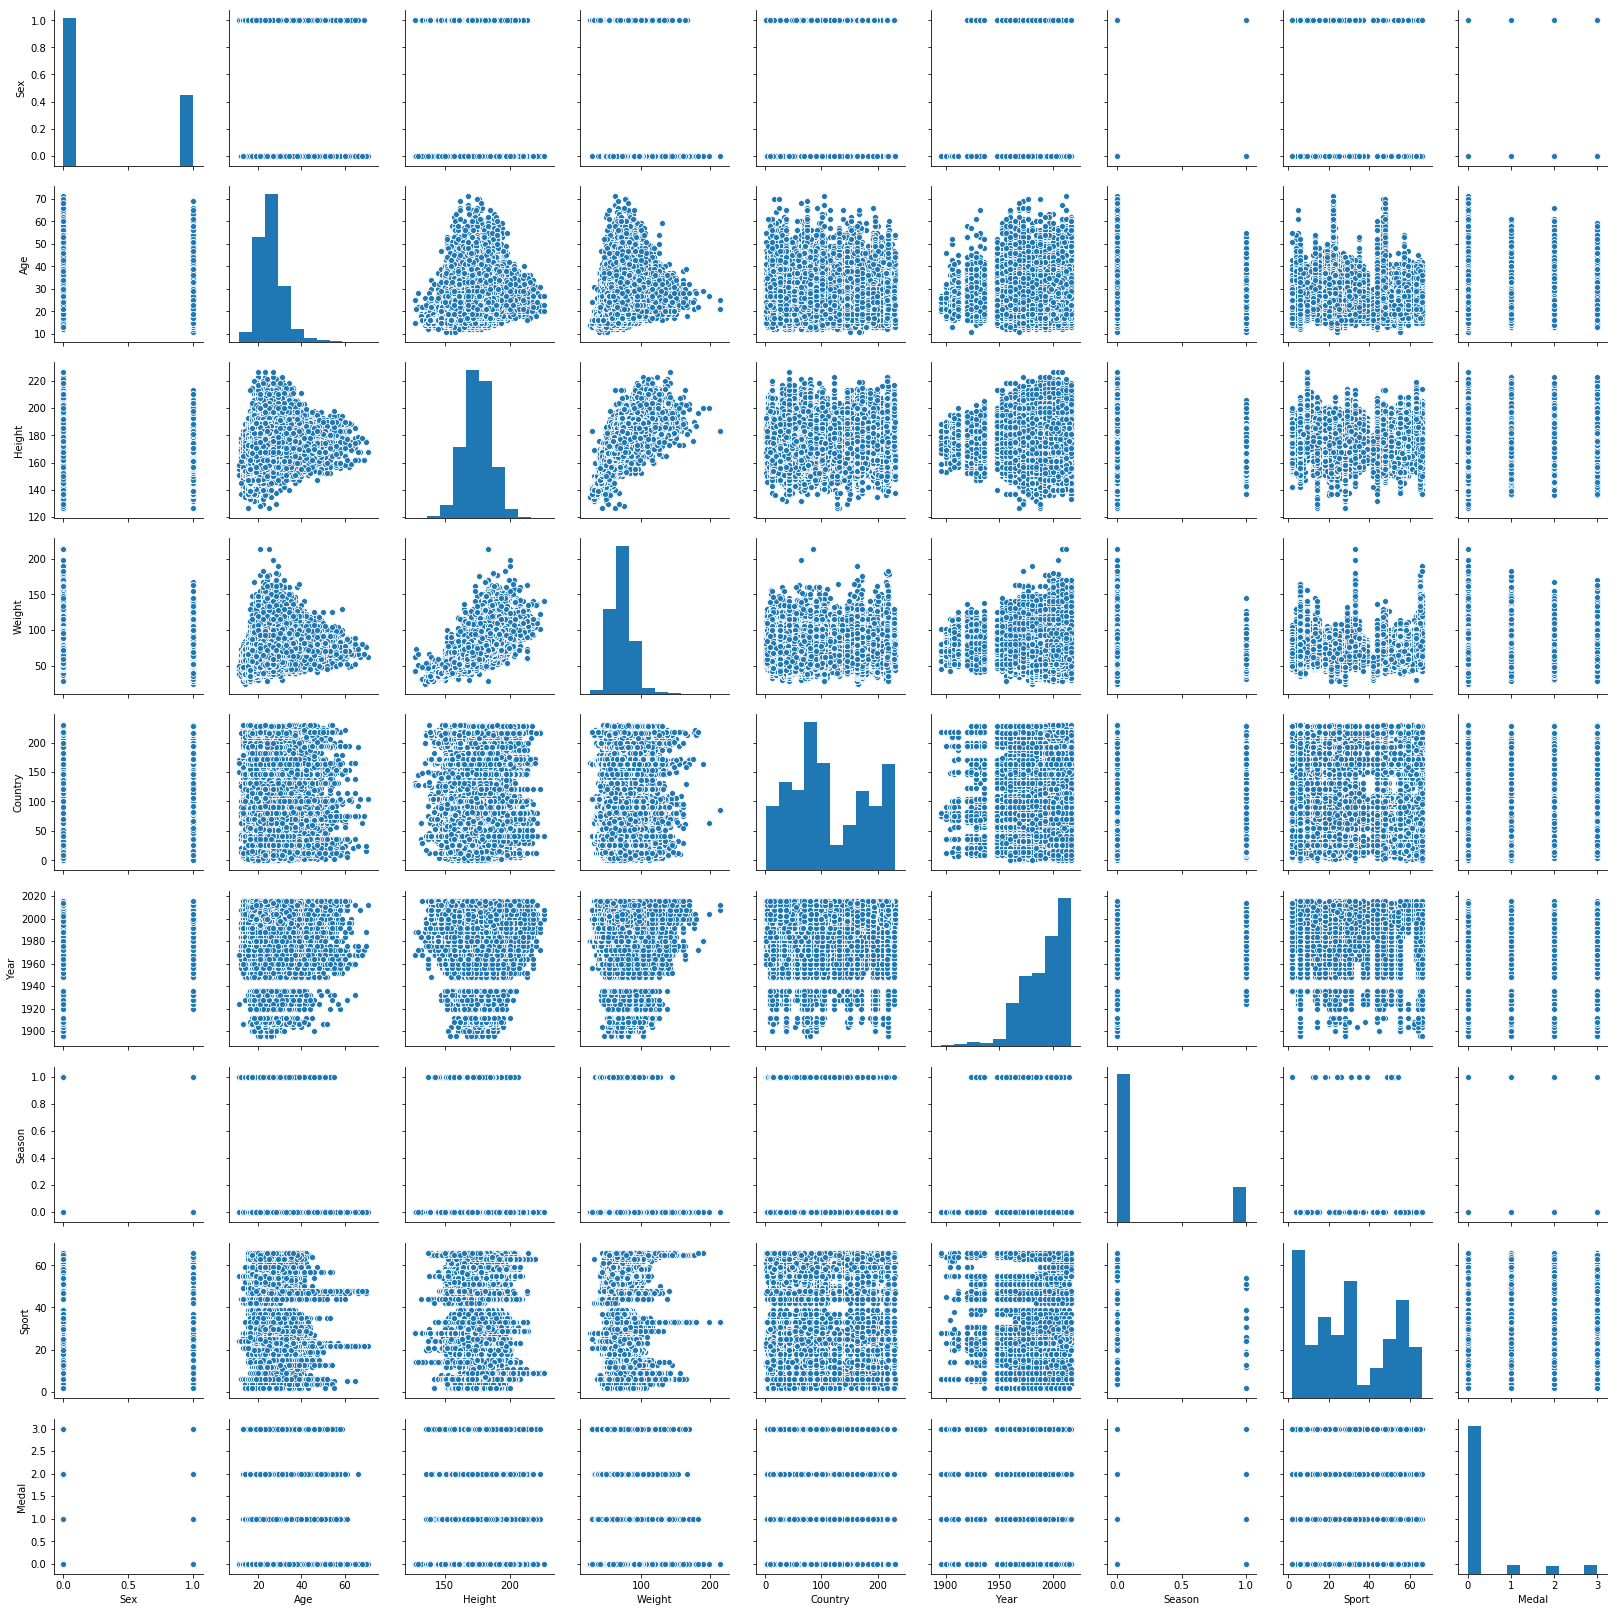 1.0
0.8
0.6
0.4
0.2
0.0
Sex
70
60
50
40
30
20
10
Age
220
200
180
160
140
120
Height
200
150
100
50
Weight
200
150
100
50
0
Country
2020
2000
1980
1960
1940
1920
1900
Year
1.0
0.8
0.6
0.4
0.2
0.0
Season
60
40
20
0
Sport
3.0
2.5
2.0
1.5
1.0
0.5
0.0
Medal
0.0 0.5 1.0
Sex
20 40 60
Age
150 200
Height
100 200
Weight
0 100 200
Country
1900 1950 2000
Year
0.0 0.5 1.0
Season
0 20 40 60
Sport
0 1 2 3
Medal